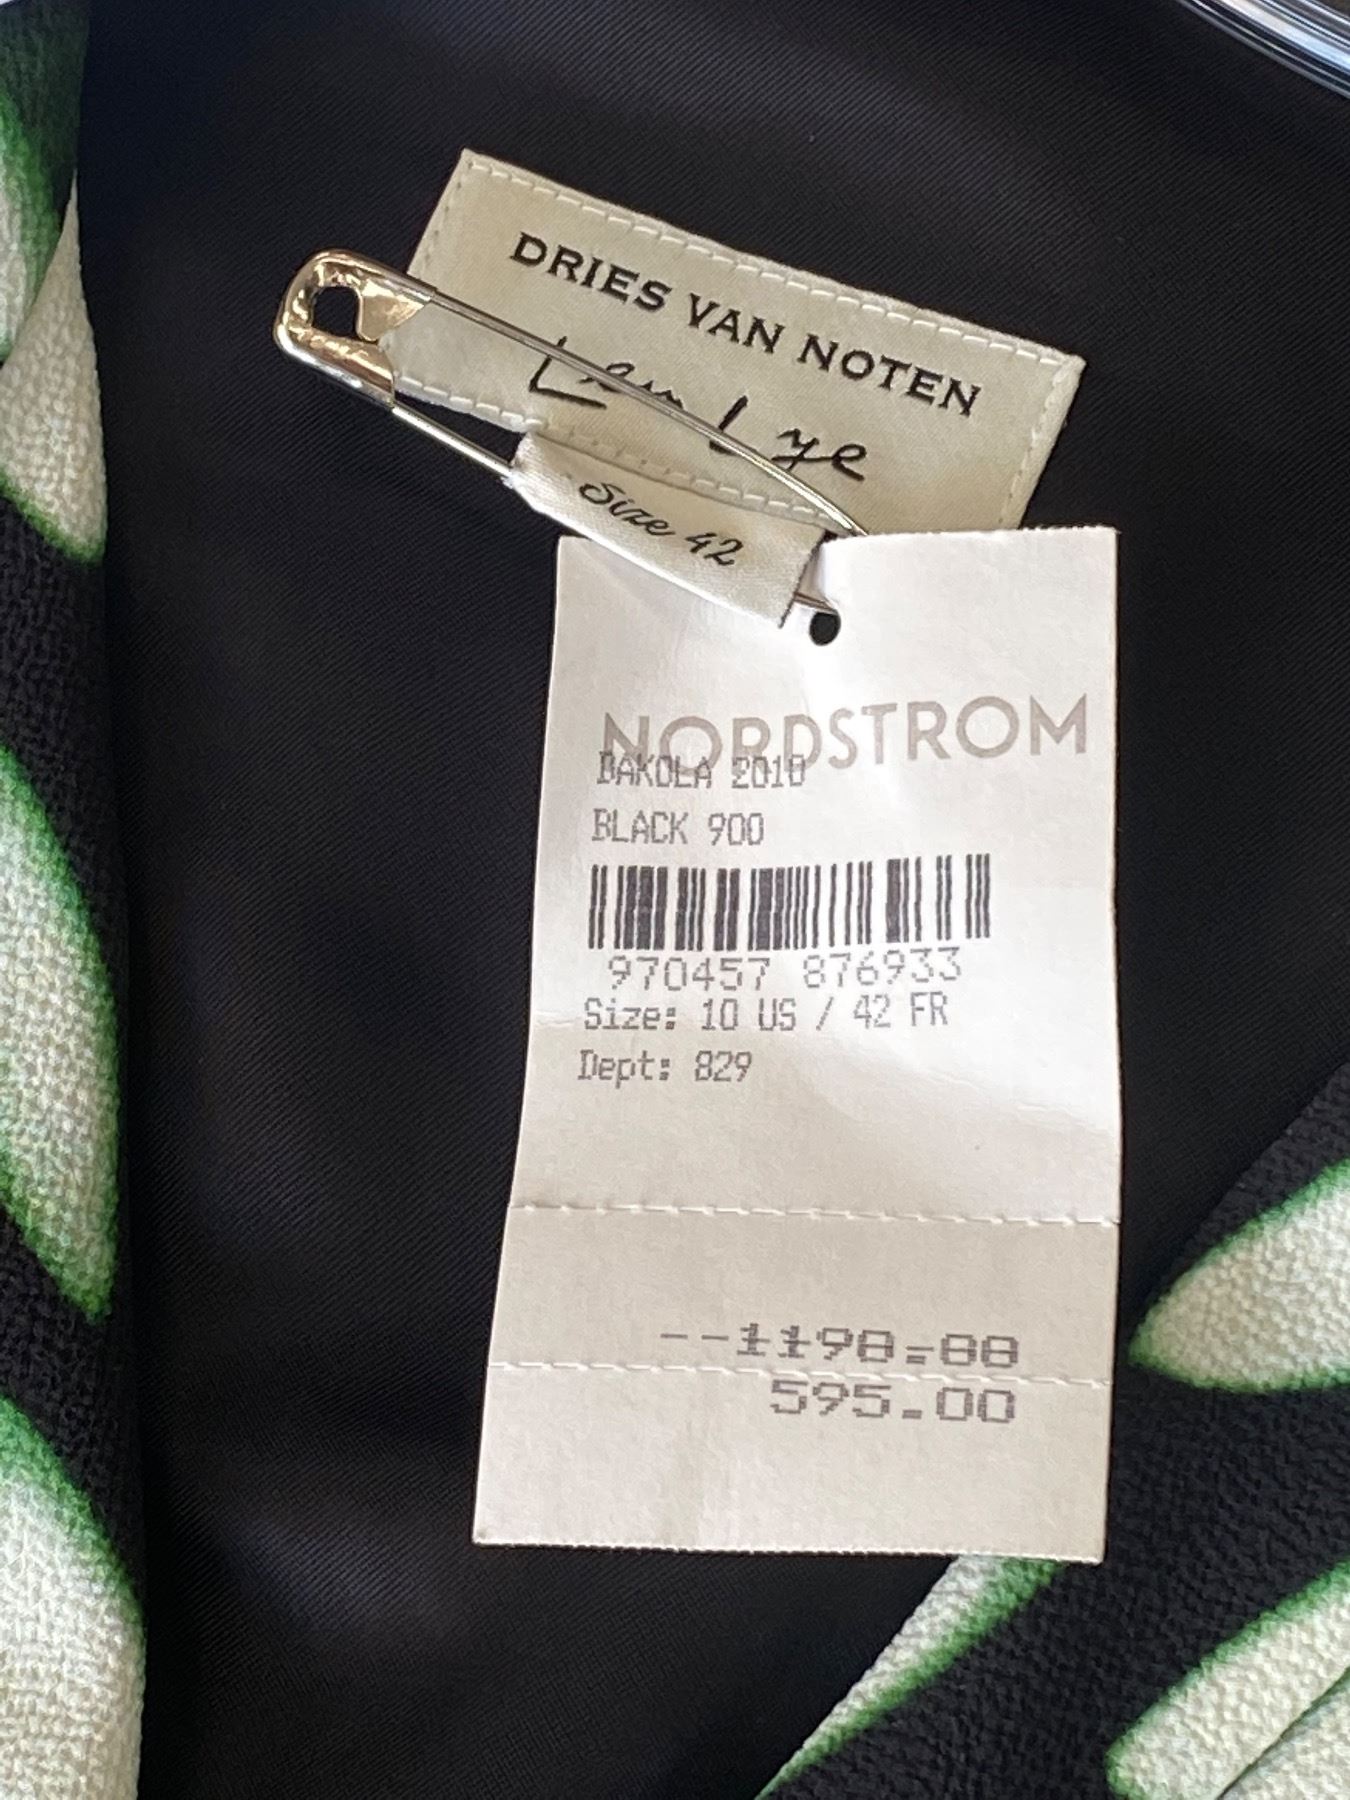 DRIES VAN NOTEN
Len Lye
Size 42
NORDSTROM
DAKOLA 2010
BLACK 900
970457 876933
Size: 10 US / 42 FR
Dept: 829
--1190.00
595.00